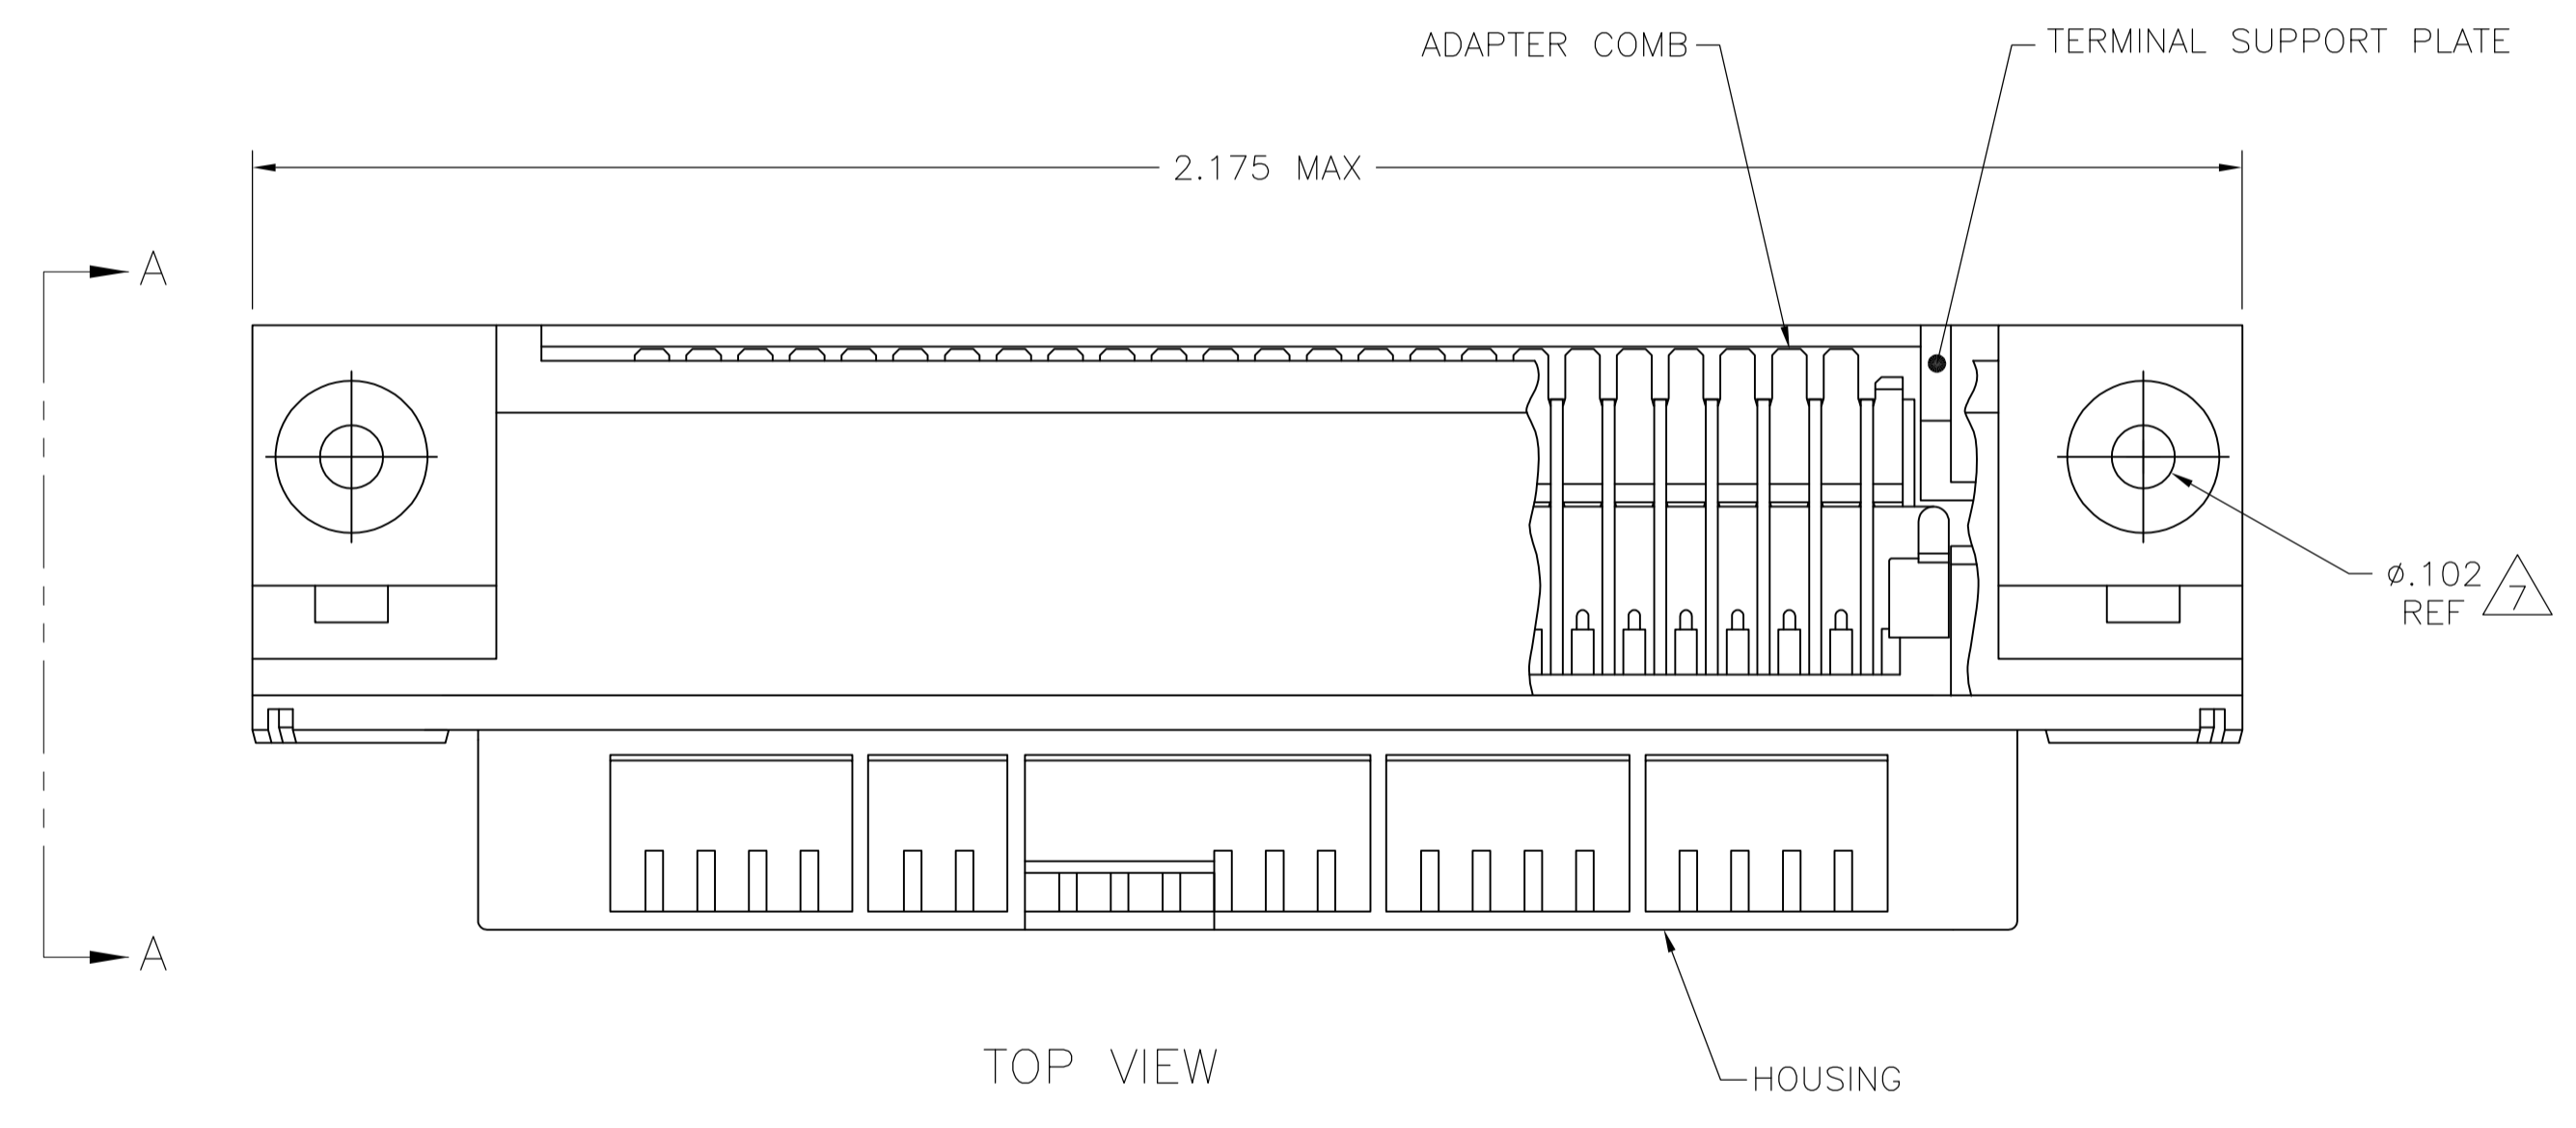 ADAPTER COMB
TERMINAL SUPPORT PLATE
2.175 MAX
A
⌀.102
REF
7
A
TOP VIEW
HOUSING